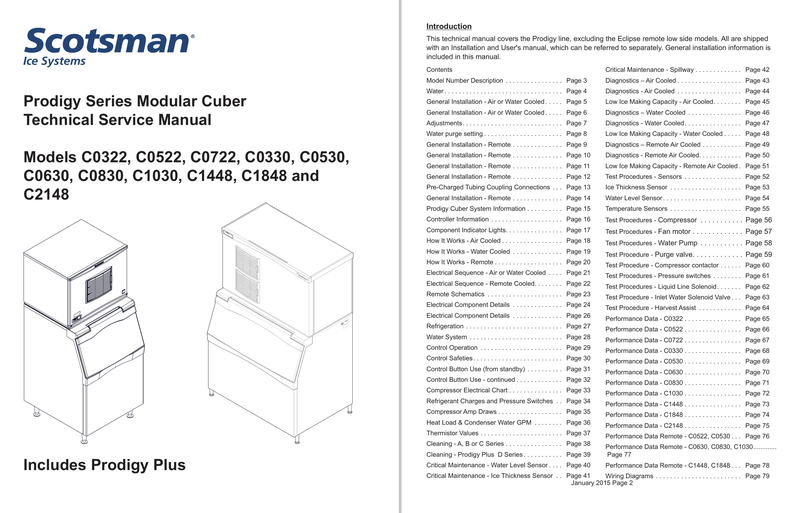 Scotsman®
Ice Systems
Prodigy Series Modular Cuber
Technical Service Manual
Models C0322, C0522, C0722, C0330, C0530,
C0630, C0830, C1030, C1448, C1848 and
C2148
Includes Prodigy Plus
Introduction
This technical manual covers the Prodigy line, excluding the Eclipse remote low side models. All are shipped
with an Installation and User's manual, which can be referred to separately. General installation information is
included in this manual.
Contents
Model Number Description . . . . . . . . . . . . . . . . Page 3
Water . . . . . . . . . . . . . . . . . . . . . . . . . . . . . . . . . Page 4
General Installation - Air or Water Cooled . . . . . Page 5
General Installation - Air or Water Cooled . . . . . Page 6
Adjustments. . . . . . . . . . . . . . . . . . . . . . . . . . . . Page 7
Water purge setting . . . . . . . . . . . . . . . . . . . . . . Page 8
General Installation - Remote . . . . . . . . . . . . . . Page 9
General Installation - Remote . . . . . . . . . . . . . . Page 10
General Installation - Remote . . . . . . . . . . . . . . Page 11
General Installation - Remote . . . . . . . . . . . . . . Page 12
Pre-Charged Tubing Coupling Connections . . . Page 13
General Installation - Remote . . . . . . . . . . . . . . Page 14
Prodigy Cuber System Information . . . . . . . . . . Page 15
Controller Information . . . . . . . . . . . . . . . . . . . . Page 16
Component Indicator Lights. . . . . . . . . . . . . . . . Page 17
How It Works - Air Cooled . . . . . . . . . . . . . . . . . Page 18
How It Works - Water Cooled . . . . . . . . . . . . . . Page 19
How It Works - Remote . . . . . . . . . . . . . . . . . . . Page 20
Electrical Sequence - Air or Water Cooled . . . . Page 21
Electrical Sequence - Remote Cooled. . . . . . . . Page 22
Remote Schematics . . . . . . . . . . . . . . . . . . . . . Page 23
Electrical Component Details . . . . . . . . . . . . . . Page 24
Electrical Component Details . . . . . . . . . . . . . . Page 26
Refrigeration . . . . . . . . . . . . . . . . . . . . . . . . . . . Page 27
Water System . . . . . . . . . . . . . . . . . . . . . . . . . . Page 28
Control Operation . . . . . . . . . . . . . . . . . . . . . . . Page 29
Control Safeties . . . . . . . . . . . . . . . . . . . . . . . . . Page 30
Control Button Use (from standby) . . . . . . . . . . Page 31
Control Button Use - continued . . . . . . . . . . . . . Page 32
Compressor Electrical Chart . . . . . . . . . . . . . . . Page 33
Refrigerant Charges and Pressure Switches . . Page 34
Compressor Amp Draws . . . . . . . . . . . . . . . . . . Page 35
Heat Load & Condenser Water GPM . . . . . . . . Page 36
Thermistor Values . . . . . . . . . . . . . . . . . . . . . . . Page 37
Cleaning - A, B or C Series . . . . . . . . . . . . . . . . Page 38
Cleaning - Prodigy Plus D Series . . . . . . . . . . . Page 39
Critical Maintenance - Water Level Sensor . . . . Page 40
Critical Maintenance - Ice Thickness Sensor . . Page 41
Critical Maintenance - Spillway . . . . . . . . . . . . . Page 42
Diagnostics – Air Cooled . . . . . . . . . . . . . . . . . . Page 43
Diagnostics - Air Cooled . . . . . . . . . . . . . . . . . . Page 44
Low Ice Making Capacity - Air Cooled. . . . . . . . Page 45
Diagnostics – Water Cooled . . . . . . . . . . . . . . . Page 46
Diagnostics - Water Cooled . . . . . . . . . . . . . . . . Page 47
Low Ice Making Capacity - Water Cooled . . . . . Page 48
Diagnostics – Remote Air Cooled . . . . . . . . . . . Page 49
Diagnostics - Remote Air Cooled. . . . . . . . . . . . Page 50
Low Ice Making Capacity - Remote Air Cooled . Page 51
Test Procedures - Sensors . . . . . . . . . . . . . . . . Page 52
Ice Thickness Sensor . . . . . . . . . . . . . . . . . . . . Page 53
Water Level Sensor . . . . . . . . . . . . . . . . . . . . . . Page 54
Temperature Sensors . . . . . . . . . . . . . . . . . . . . Page 55
Test Procedures - Compressor . . . . . . . . . . . Page 56
Test Procedures - Fan motor . . . . . . . . . . . . . Page 57
Test Procedures - Water Pump . . . . . . . . . . . Page 58
Test Procedure - Purge valve. . . . . . . . . . . . . Page 59
Test Procedure - Compressor contactor . . . . . . Page 60
Test Procedures - Pressure switches . . . . . . . . Page 61
Test Procedures - Liquid Line Solenoid . . . . . . . Page 62
Test Procedure - Inlet Water Solenoid Valve . . . Page 63
Test Procedure - Harvest Assist . . . . . . . . . . . . Page 64
Performance Data - C0322 . . . . . . . . . . . . . . . . Page 65
Performance Data - C0522 . . . . . . . . . . . . . . . . Page 66
Performance Data - C0722 . . . . . . . . . . . . . . . . Page 67
Performance Data - C0330 . . . . . . . . . . . . . . . . Page 68
Performance Data - C0530 . . . . . . . . . . . . . . . . Page 69
Performance Data - C0630 . . . . . . . . . . . . . . . . Page 70
Performance Data - C0830 . . . . . . . . . . . . . . . . Page 71
Performance Data - C1030 . . . . . . . . . . . . . . . . Page 72
Performance Data - C1448 . . . . . . . . . . . . . . . . Page 73
Performance Data - C1848 . . . . . . . . . . . . . . . . Page 74
Performance Data - C2148 . . . . . . . . . . . . . . . . Page 75
Performance Data Remote - C0522, C0530 . . . Page 76
Performance Data Remote - C0630, C0830, C1030.............
Page 77
Performance Data Remote - C1448, C1848 . . . Page 78
Wiring Diagrams . . . . . . . . . . . . . . . . . . . . . . . . Page 79
January 2015 Page 2